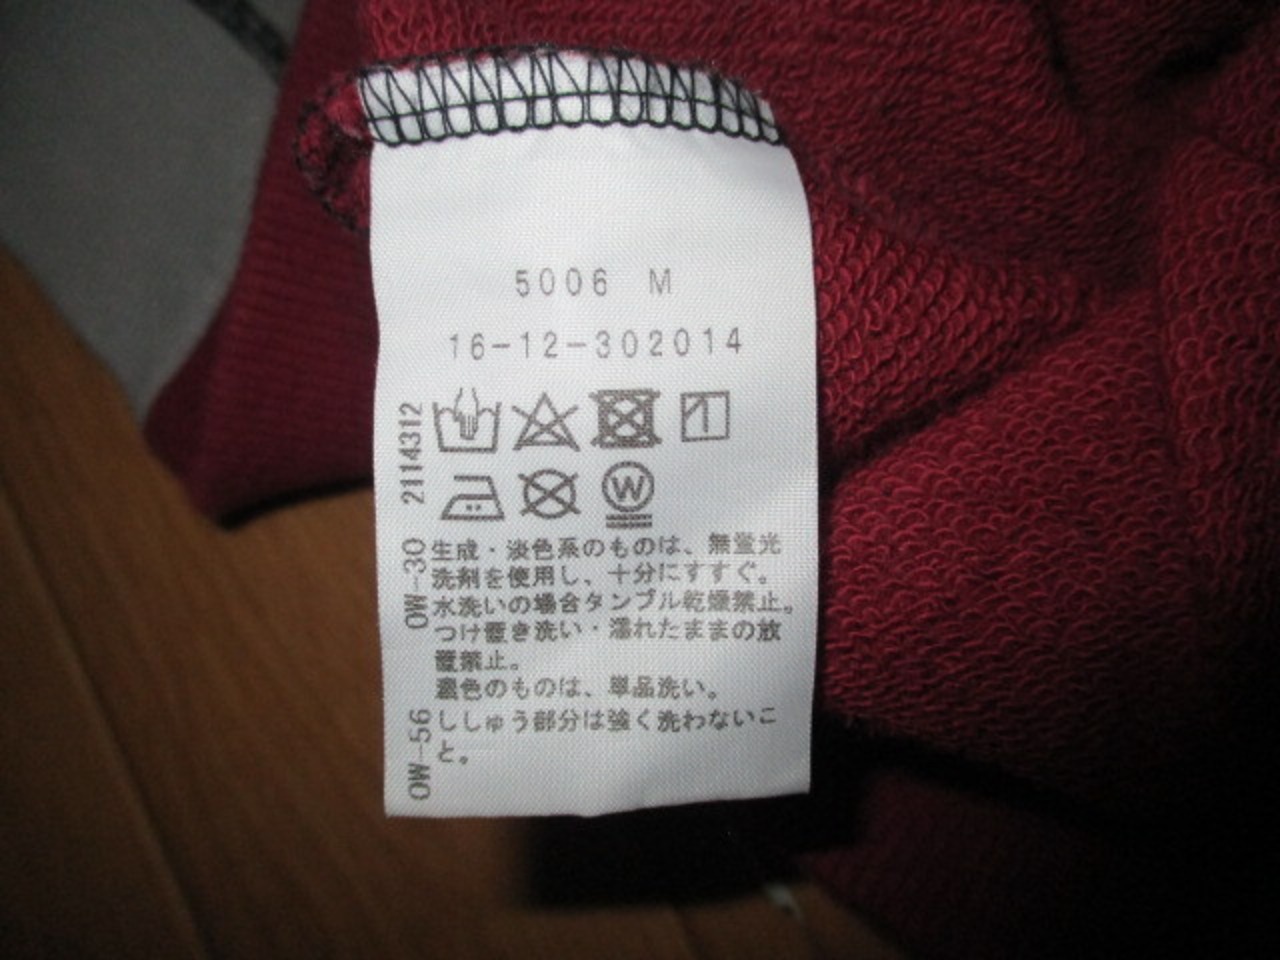 5006 M
16-12-302014
W
生成・淡色系のものは、無蛍光
洗剤を使用し、十分にすすぐ。
水洗いの場合タンブル乾燥禁止。
つけ置き洗い・濡れたままの放
置禁止。
濃色のものは、単品洗い。
ししゅう部分は強く洗わないこ
と。
OW-56 OW-30 2114312